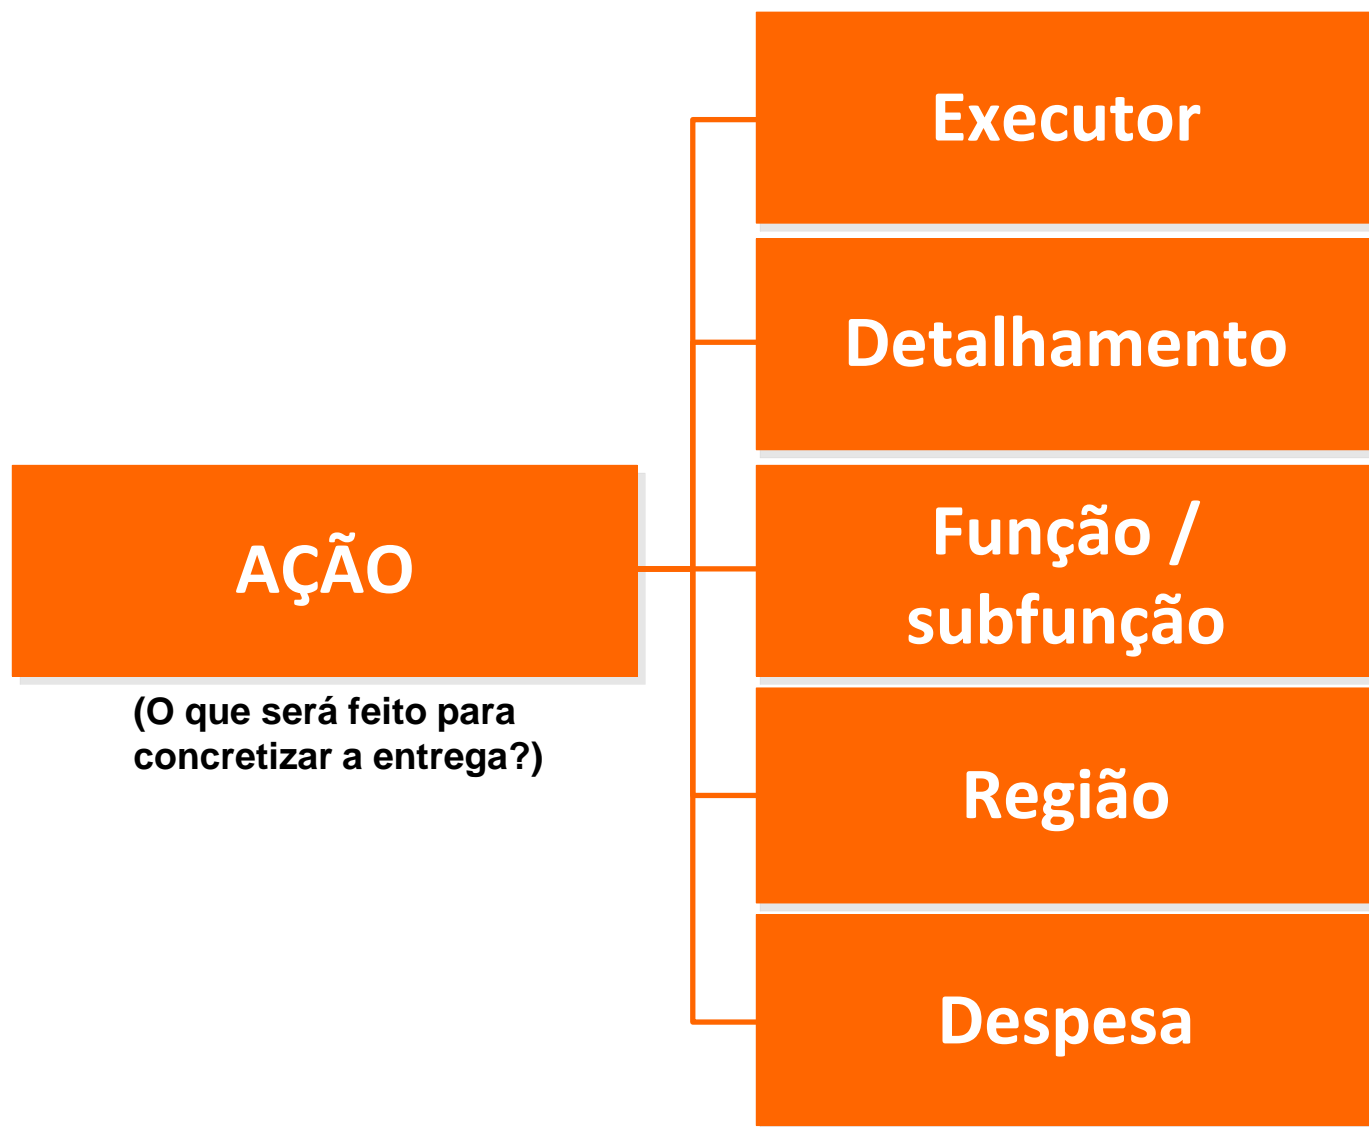 Executor
Detalhamento
AÇÃO
(O que será feito para
concretizar a entrega?)
Função /
subfunção
Região
Despesa